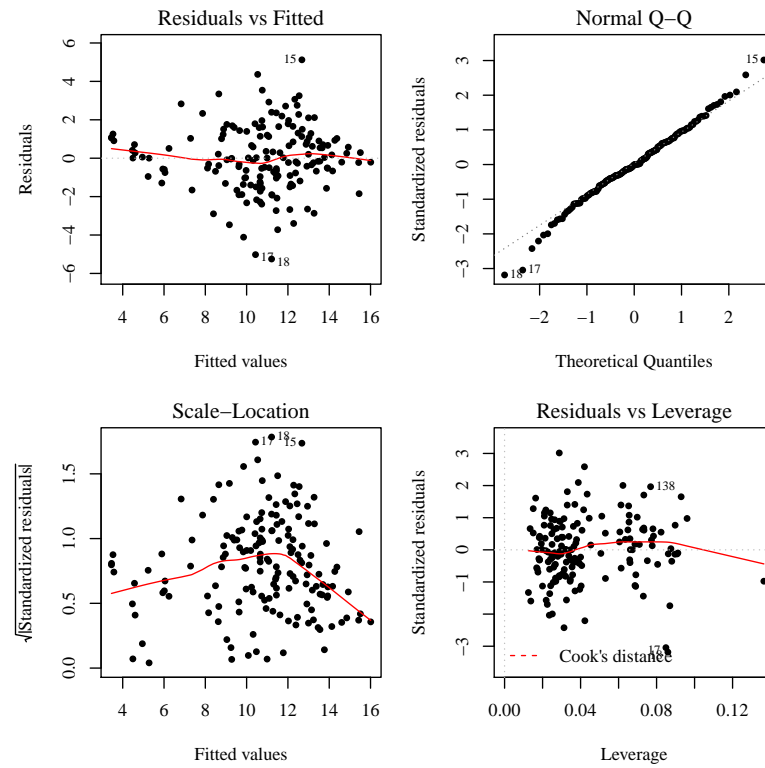 Residuals vs Fitted
6
4
2
0
−2
−4
−6
Residuals
15
17
18
4 6 8 10 12 14 16
Fitted values
Normal Q−Q
3
2
1
0
−1
−2
−3
Standardized residuals
15
17
18
−2 −1 0 1 2
Theoretical Quantiles
Scale−Location
1.5
1.0
0.5
0.0
√|Standardized residuals|
18
17 15
4 6 8 10 12 14 16
Fitted values
Residuals vs Leverage
3
2
1
0
−1
−3
Standardized residuals
138
17
18
Cook's distance
0.00 0.04 0.08 0.12
Leverage